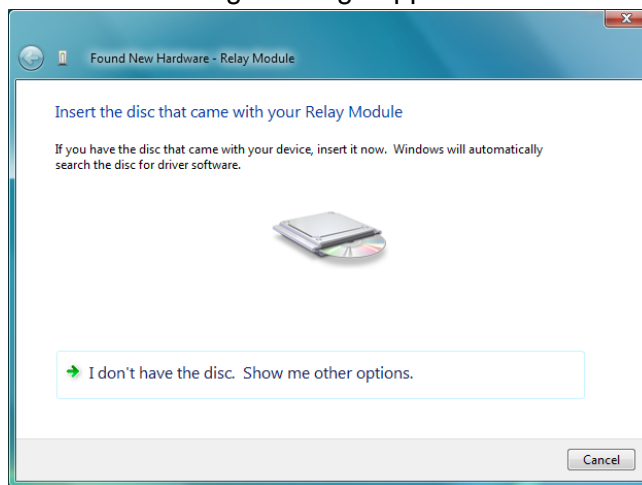 Found New Hardware - Relay Module
Insert the disc that came with your Relay Module
If you have the disc that came with your device, insert it now.  Windows will automatically
search the disc for driver software.
I don't have the disc.  Show me other options.
Cancel